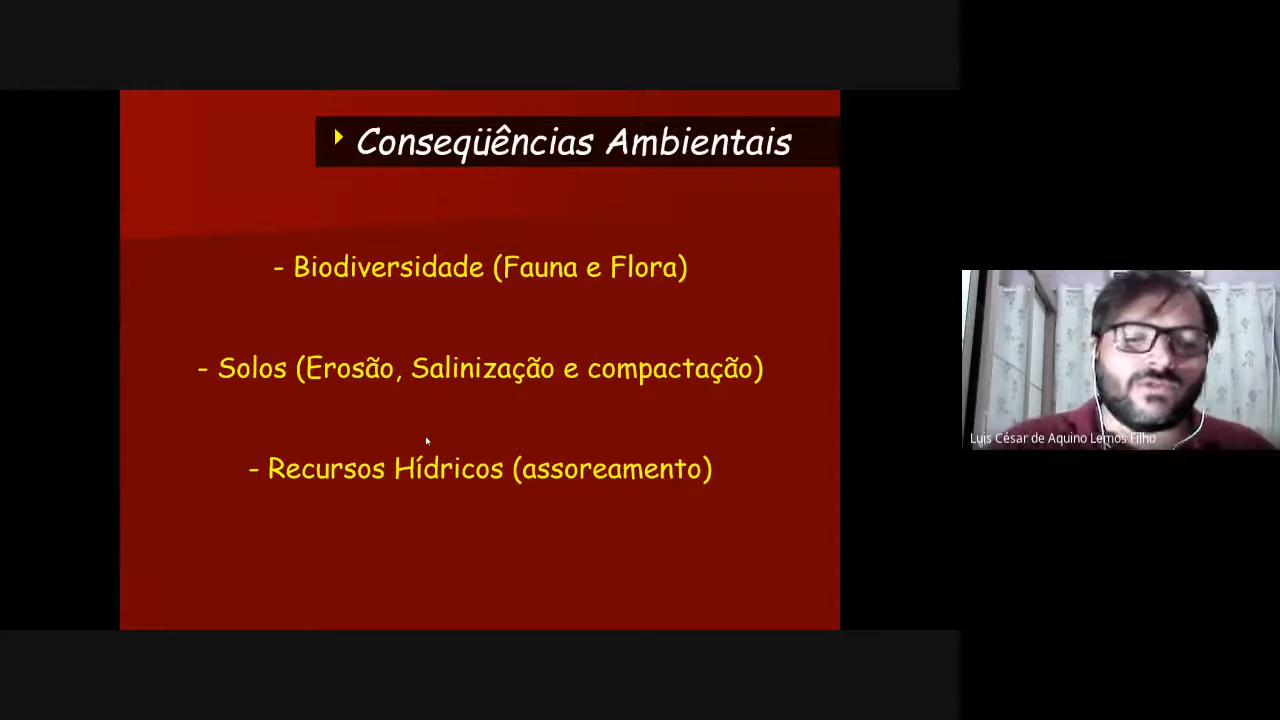 Conseqüências Ambientais
- Biodiversidade (Fauna e Flora)
- Solos (Erosão, Salinização e compactação)
- Recursos Hídricos (assoreamento)
Luis César de Aquino Lemos Filho